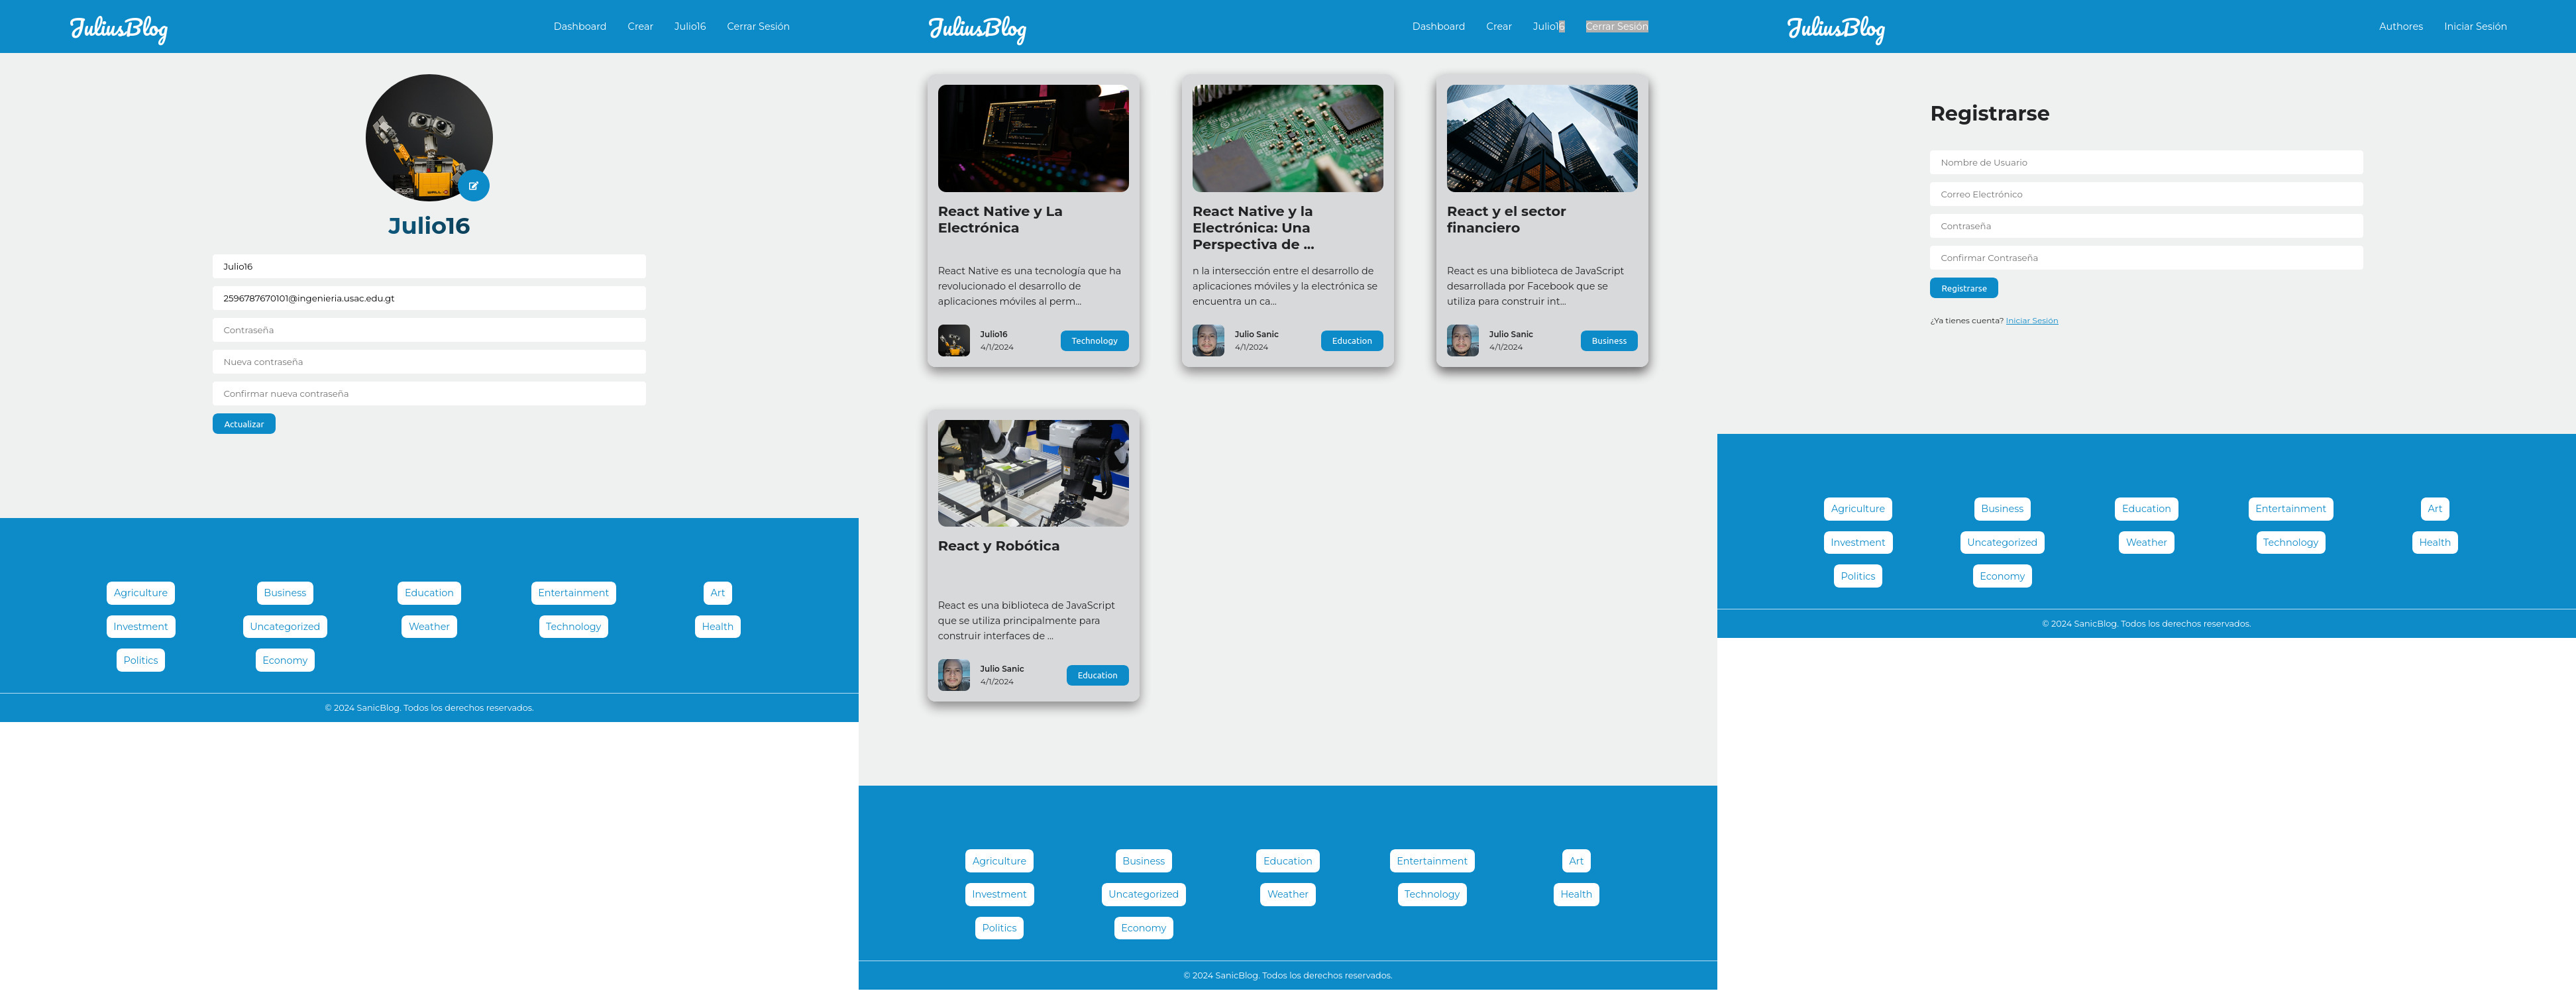 JuliusBlog
Dashboard Crear Julio16 Cerrar Sesión
Julio16
Julio16
2596787670101@ingenieria.usac.edu.gt
Contraseña
Nueva contraseña
Confirmar nueva contraseña
Actualizar
Agriculture Business Education Entertainment Art
Investment Uncategorized Weather Technology Health
Politics Economy
© 2024 SanicBlog. Todos los derechos reservados.
JuliusBlog
Dashboard Crear Julio16 Cerrar Sesión
React Native y La
Electrónica
React Native es una tecnología que ha
revolucionado el desarrollo de
aplicaciones móviles al perm...
Julio16
4/1/2024
Technology
React Native y la
Electrónica: Una
Perspectiva de ...
n la intersección entre el desarrollo de
aplicaciones móviles y la electrónica se
encuentra un ca...
Julio Sanic
4/1/2024
Education
React y el sector
financiero
React es una biblioteca de JavaScript
desarrollada por Facebook que se
utiliza para construir int...
Julio Sanic
4/1/2024
Business
React y Robótica
React es una biblioteca de JavaScript
que se utiliza principalmente para
construir interfaces de ...
Julio Sanic
4/1/2024
Education
Agriculture Business Education Entertainment Art
Investment Uncategorized Weather Technology Health
Politics Economy
© 2024 SanicBlog. Todos los derechos reservados.
JuliusBlog
Authores Iniciar Sesión
Registrarse
Nombre de Usuario
Correo Electrónico
Contraseña
Confirmar Contraseña
Registrarse
¿Ya tienes cuenta? Iniciar Sesión
Agriculture Business Education Entertainment Art
Investment Uncategorized Weather Technology Health
Politics Economy
© 2024 SanicBlog. Todos los derechos reservados.